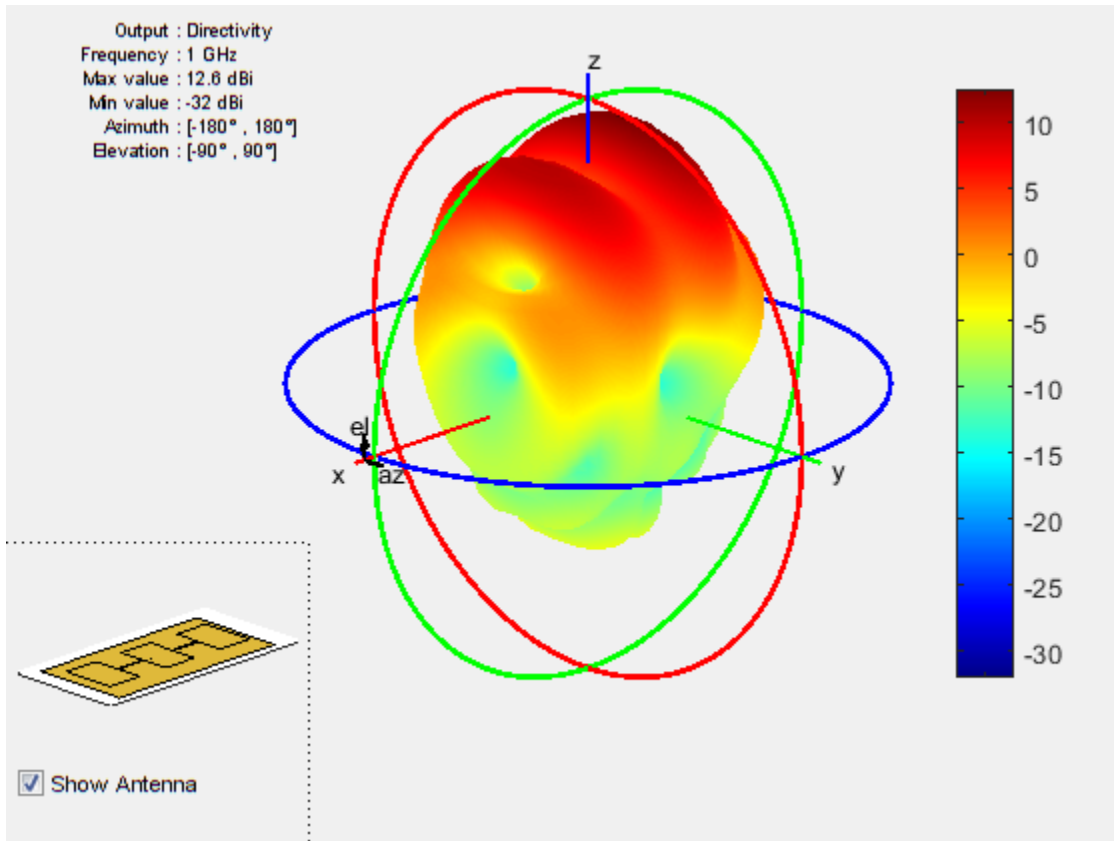 Output : Directivity
Frequency : 1 GHz
Max value : 12.6 dBi
Min value : -32 dBi
Azimuth : [-180° , 180°]
Elevation : [-90° , 90°]
z
10
5
0
-5
-10
-15
-20
-25
-30
el
x
az
y
Show Antenna